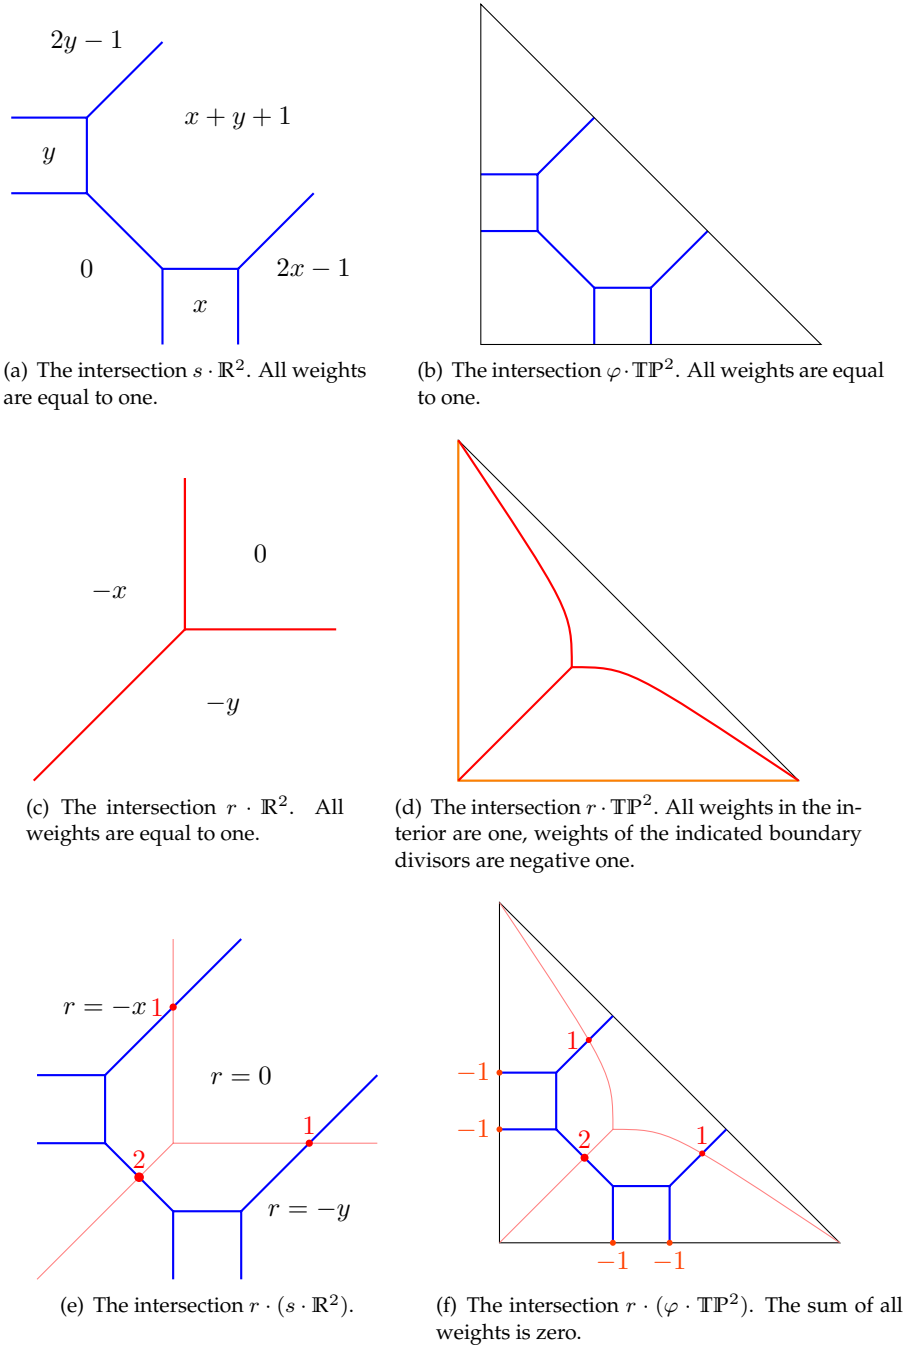 2y − 1
x + y + 1
y
0
2x − 1
x
(a) The intersection s · ℝ². All weights
are equal to one.
(b) The intersection φ · 𝕋ℙ². All weights are equal
to one.
0
−x
−y
(c) The intersection r · ℝ². All
weights are equal to one.
(d) The intersection r · 𝕋ℙ². All weights in the in-
terior are one, weights of the indicated boundary
divisors are negative one.
r = −x 1
r = 0
1
2
r = −y
(e) The intersection r · (s · ℝ²).
1
−1
−1
2
1
−1 −1
(f) The intersection r · (φ · 𝕋ℙ²). The sum of all
weights is zero.